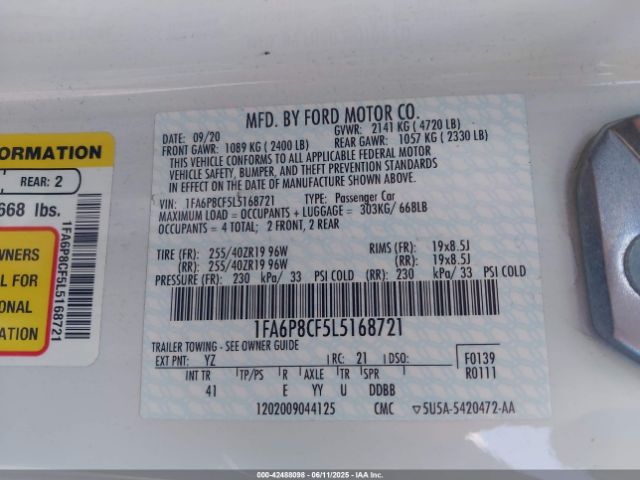 ORMATION
REAR: 2
668 lbs.
WNERS
L FOR
ONAL
N
1FA6P8CF5L5168721
MFD. BY FORD MOTOR CO.
DATE: 09/20 GVWR: 2141 KG (4720 LB)
FRONT GAWR: 1089 KG (2400 LB) REAR GAWR: 1057 KG (2330 LB)
THIS VEHICLE CONFORMS TO ALL APPLICABLE FEDERAL MOTOR
VEHICLE SAFETY, BUMPER, AND THEFT PREVENTION STANDARDS
IN EFFECT ON THE DATE OF MANUFACTURE SHOWN ABOVE.
VIN: 1FA6P8CF5L5168721 TYPE: Passenger Car
MAXIMUM LOAD = OCCUPANTS + LUGGAGE = 303KG/ 668LB
OCCUPANTS = 4 TOTAL; 2 FRONT, 2 REAR
TIRE (FR): 255/40ZR19 96W RIMS (FR): 19x8.5J
(RR): 255/40ZR19 96W (RR): 19x8.5J
PRESSURE (FR): 230 kPa/ 33 PSI COLD (RR): 230 kPa/ 33 PSI COLD
1FA6P8CF5L5168721
TRAILER TOWING - SEE OWNER GUIDE
EXT PNT: YZ RC: 21 DSO: F0139
INT TR TP/PS R AXLE TR SPR R0111
41 E YY U DDBB
1202009044125 CMC ▽5U5A-5420472-AA
000-42488098 - 06/11/2025 - IAA Inc.